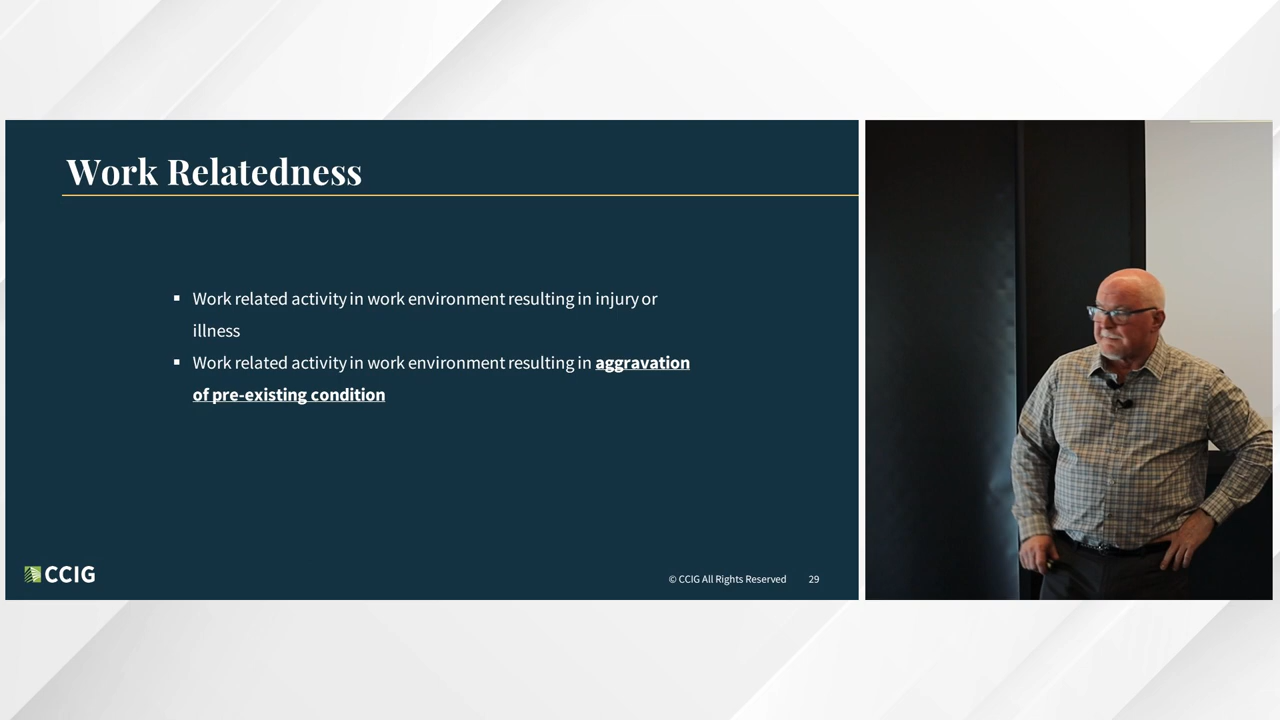 Work Relatedness
▪ Work related activity in work environment resulting in injury or
illness
▪ Work related activity in work environment resulting in aggravation
of pre-existing condition
CCIG
© CCIG All Rights Reserved 29